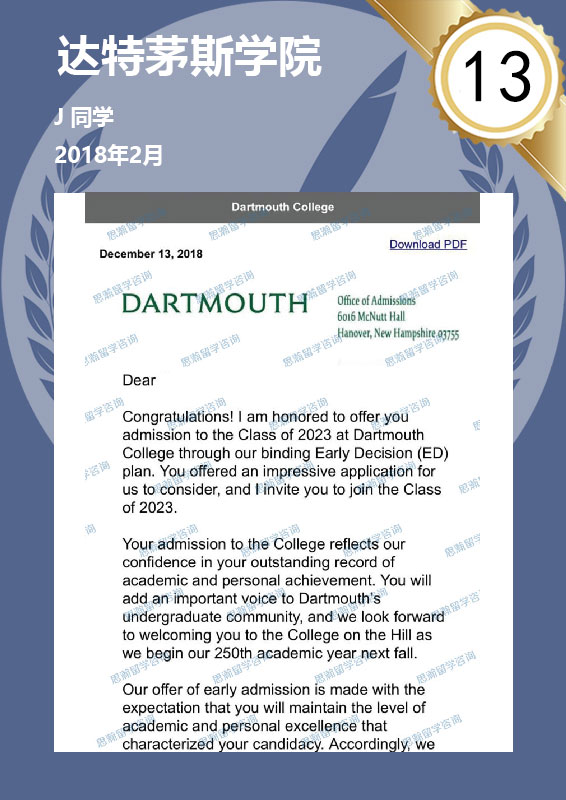 达特茅斯学院
13
J 同学
2018年2月
Dartmouth College
December 13, 2018
Download PDF
DARTMOUTH
Office of Admissions
6016 McNutt Hall
Hanover, New Hampshire 03755
Dear
Congratulations! I am honored to offer you
admission to the Class of 2023 at Dartmouth
College through our binding Early Decision (ED)
plan. You offered an impressive application for
us to consider, and I invite you to join the Class
of 2023.
Your admission to the College reflects our
confidence in your outstanding record of
academic and personal achievement. You will
add an important voice to Dartmouth's
undergraduate community, and we look forward
to welcoming you to the College on the Hill as
we begin our 250th academic year next fall.
Our offer of early admission is made with the
expectation that you will maintain the level of
academic and personal excellence that
characterized your candidacy. Accordingly, we
思瀚留学咨询